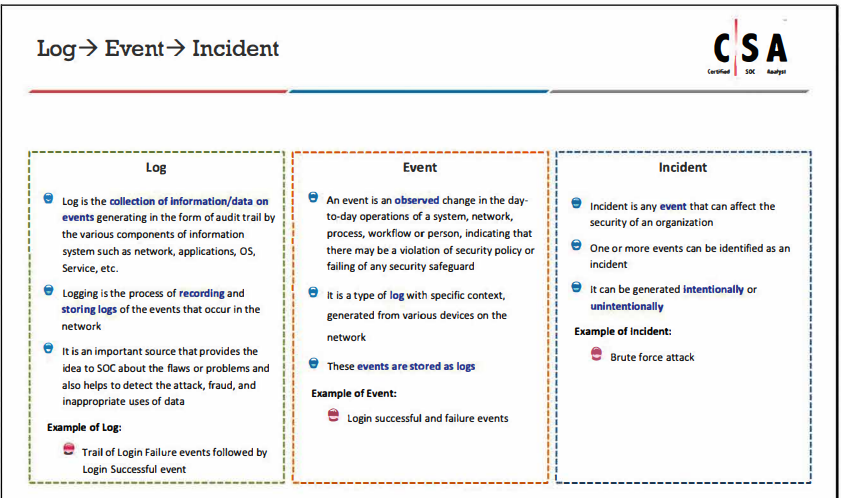 Log→ Event→ Incident
CSA
Certified SOC Analyst
Log
Log is the collection of information/data on
events generating in the form of audit trail by
the various components of information
system such as network, applications, OS,
Service, etc.
Logging is the process of recording and
storing logs of the events that occur in the
network
It is an important source that provides the
idea to SOC about the flaws or problems and
also helps to detect the attack, fraud, and
inappropriate uses of data
Example of Log:
Trail of Login Failure events followed by
Login Successful event
Event
An event is an observed change in the day-
to-day operations of a system, network,
process, workflow or person, indicating that
there may be a violation of security policy or
failing of any security safeguard
It is a type of log with specific context,
generated from various devices on the
network
These events are stored as logs
Example of Event:
Login successful and failure events
Incident
Incident is any event that can affect the
security of an organization
One or more events can be identified as an
incident
It can be generated intentionally or
unintentionally
Example of Incident:
Brute force attack